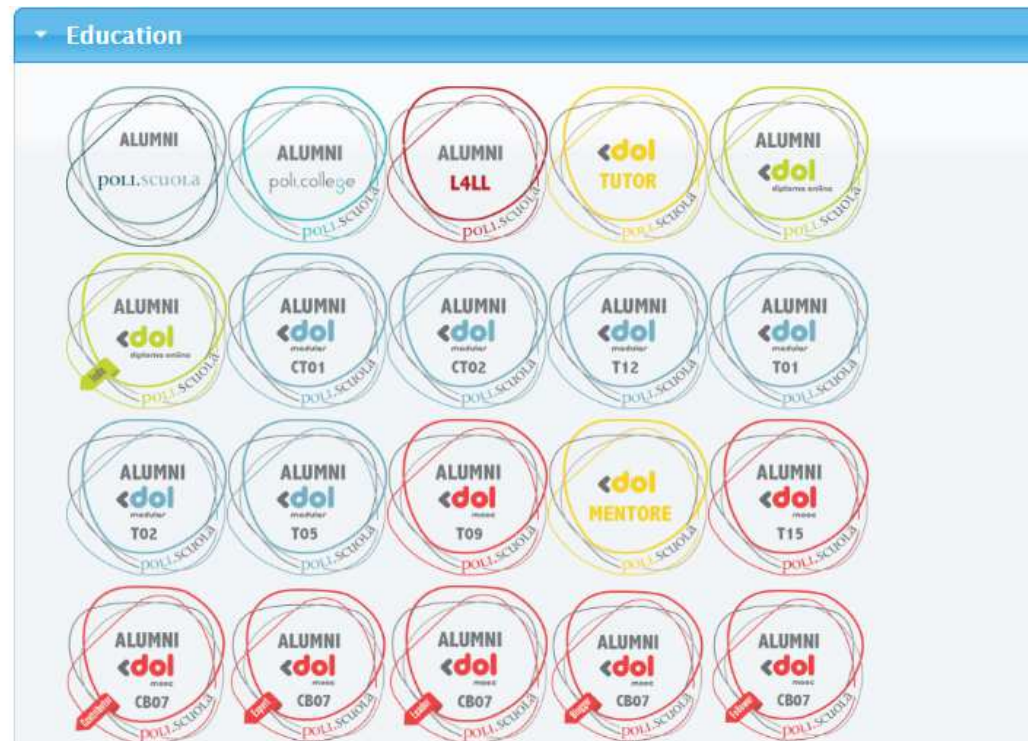 Education
ALUMNI
POLI.SCUOLA
ALUMNI
poli.college
POLI.SCUOLA
ALUMNI
L4LL
POLI.SCUOLA
<dol
TUTOR
POLI.SCUOLA
ALUMNI
<dol
diploma online
POLI.SCUOLA
ALUMNI
<dol
diploma online
POLI.SCUOLA
ALUMNI
<dol
modular
CT01
POLI.SCUOLA
ALUMNI
<dol
modular
CT02
POLI.SCUOLA
ALUMNI
<dol
modular
T12
POLI.SCUOLA
ALUMNI
<dol
modular
T01
POLI.SCUOLA
ALUMNI
<dol
modular
T02
POLI.SCUOLA
ALUMNI
<dol
modular
T05
POLI.SCUOLA
ALUMNI
<dol
mooc
T09
POLI.SCUOLA
<dol
MENTORE
POLI.SCUOLA
ALUMNI
<dol
mooc
T15
POLI.SCUOLA
ALUMNI
<dol
mooc
CB07
Contributor
POLI.SCUOLA
ALUMNI
<dol
mooc
CB07
POLI.SCUOLA
ALUMNI
<dol
mooc
CB07
POLI.SCUOLA
ALUMNI
<dol
mooc
CB07
Blogger
POLI.SCUOLA
ALUMNI
<dol
mooc
CB07
Follower
POLI.SCUOLA